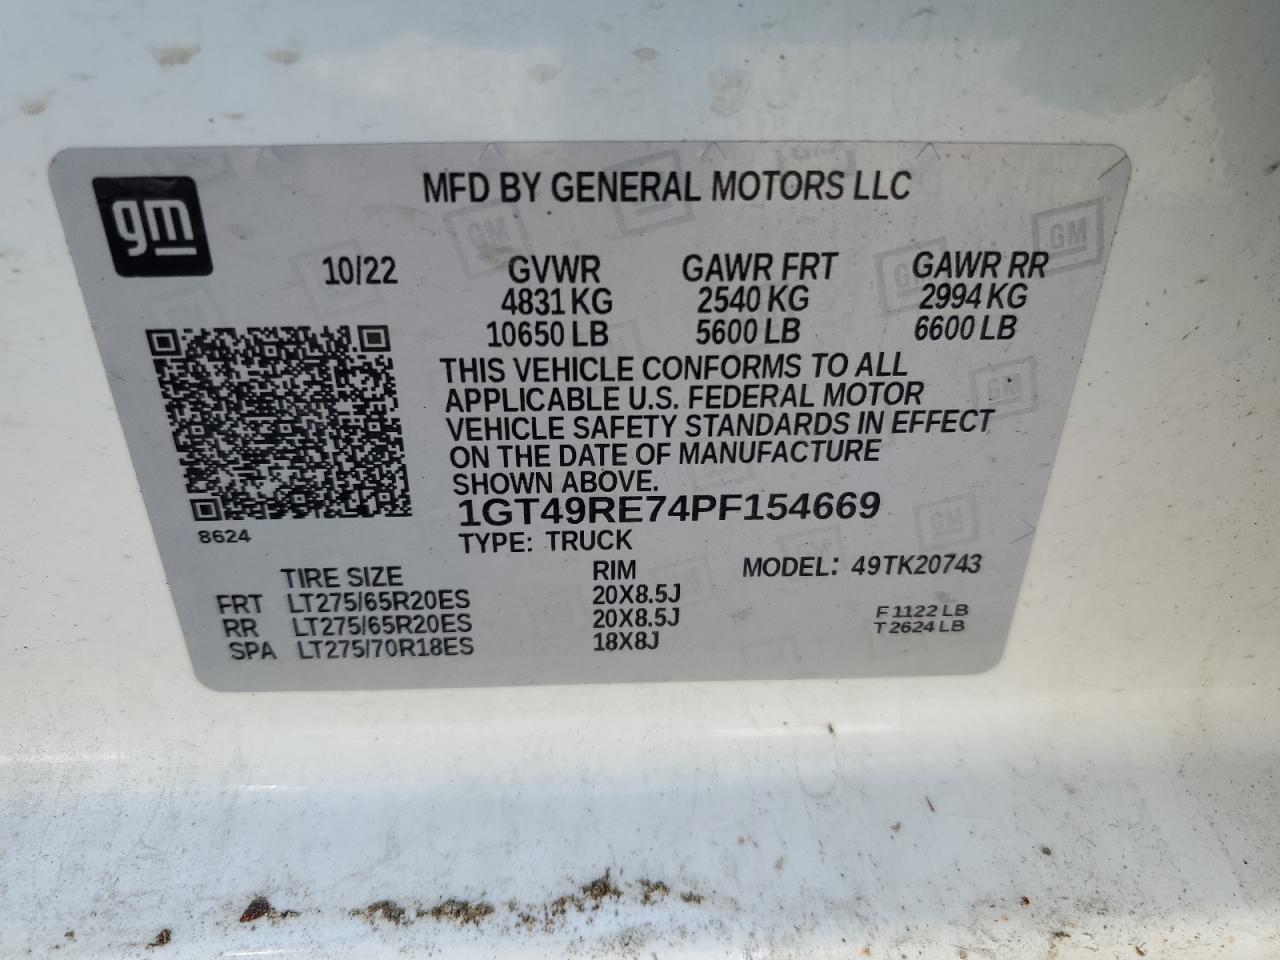 gm
MFD BY GENERAL MOTORS LLC
10/22 GVWR GAWR FRT GAWR RR
4831 KG 2540 KG 2994 KG
10650 LB 5600 LB 6600 LB
THIS VEHICLE CONFORMS TO ALL
APPLICABLE U.S. FEDERAL MOTOR
VEHICLE SAFETY STANDARDS IN EFFECT
ON THE DATE OF MANUFACTURE
SHOWN ABOVE.
1GT49RE74PF154669
8624
TYPE: TRUCK
TIRE SIZE RIM MODEL: 49TK20743
FRT LT275/65R20ES 20X8.5J
RR LT275/65R20ES 20X8.5J
SPA LT275/70R18ES 18X8J
F 1122 LB
T 2624 LB